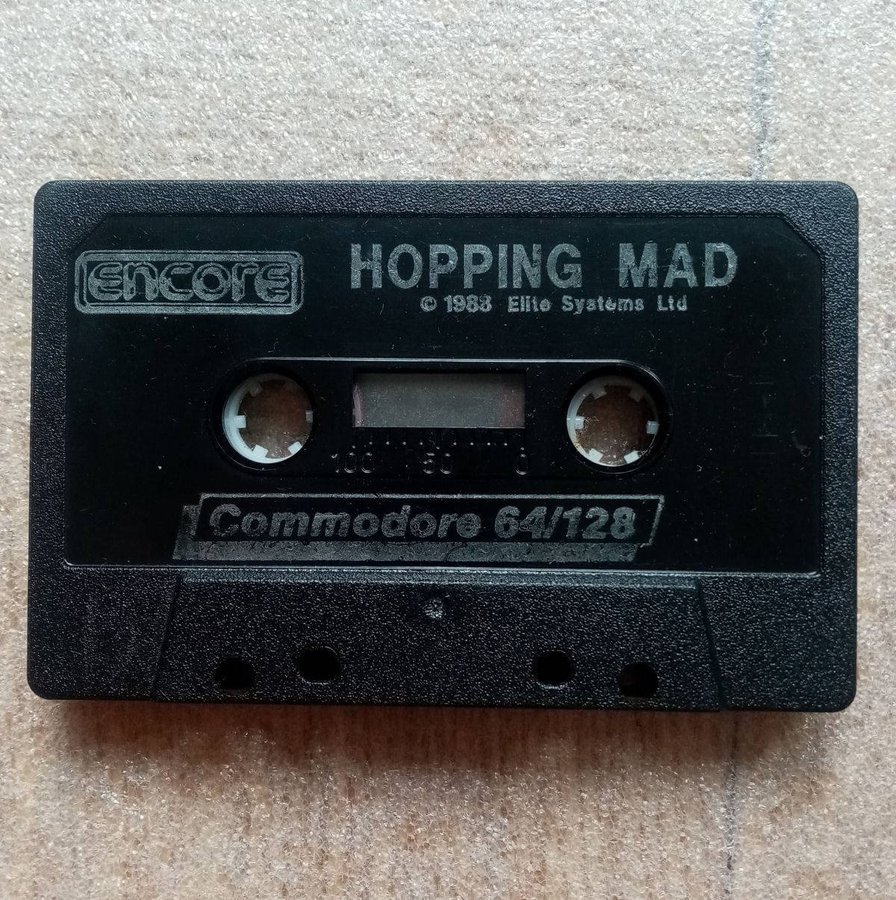 encore
HOPPING MAD
© 1988 Elite Systems Ltd
100 50 0
Commodore 64/128